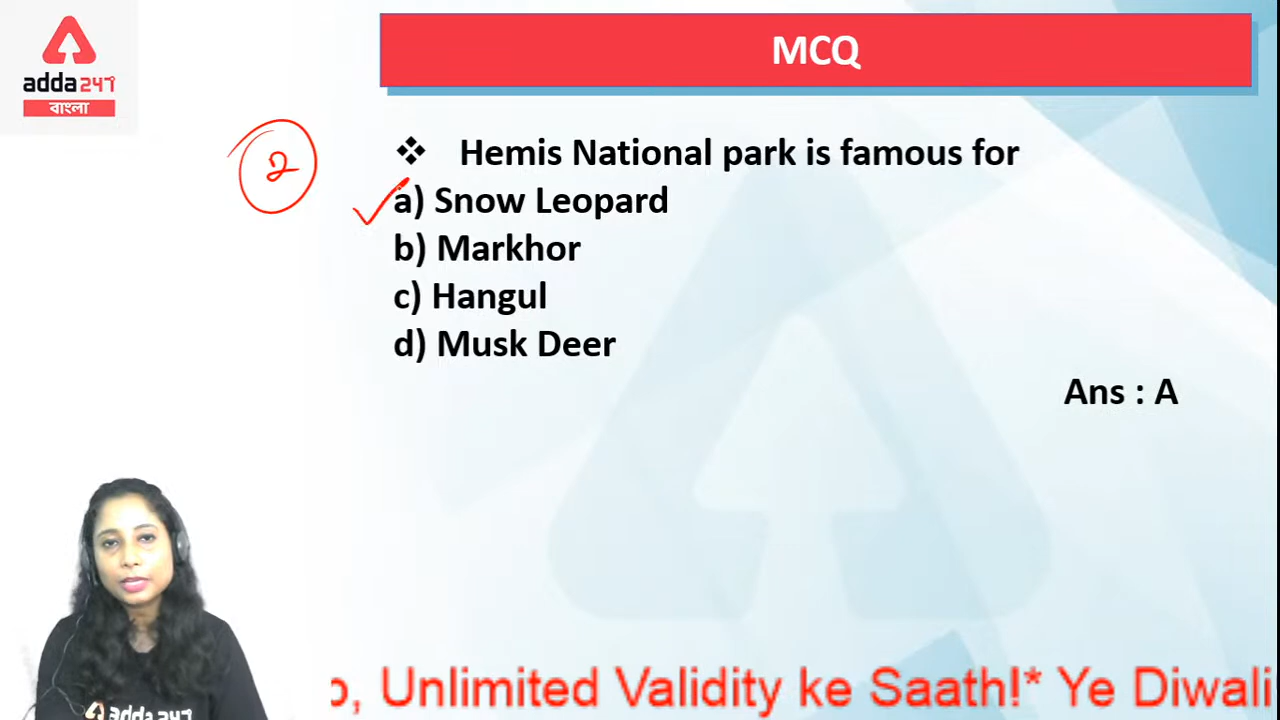 adda247
বাংলা
MCQ
2
❖ Hemis National park is famous for
a) Snow Leopard
b) Markhor
c) Hangul
d) Musk Deer
Ans : A
adda247
o, Unlimited Validity ke Saath!* Ye Diwali